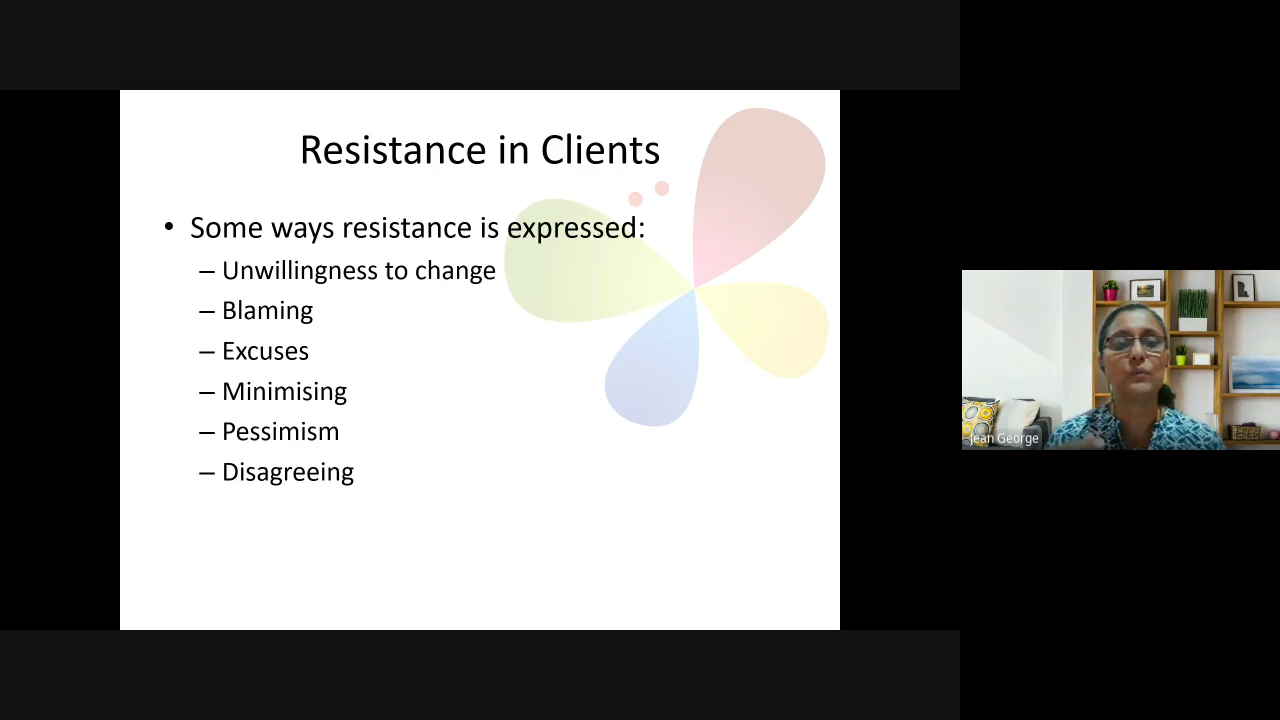 Resistance in Clients
• Some ways resistance is expressed:
– Unwillingness to change
– Blaming
– Excuses
– Minimising
– Pessimism
– Disagreeing
Jean George